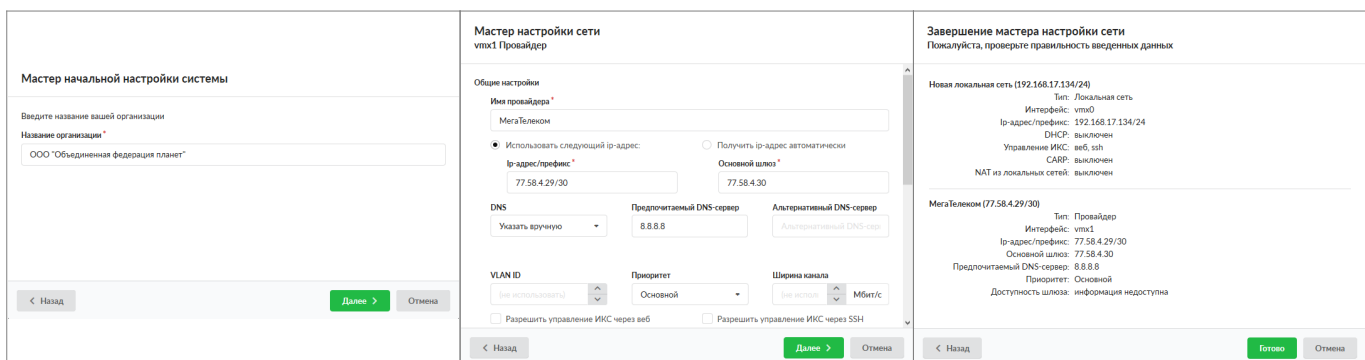 Мастер начальной настройки системы
Введите название вашей организации
Название организации *
ООО "Объединенная федерация планет"
Назад
Далее
Отмена
Мастер настройки сети
vmx1 Провайдер
Общие настройки
Имя провайдера *
МегаТелеком
Использовать следующий ip-адрес: Получить ip-адрес автоматически
Ip-адрес/префикс * Основной шлюз *
77.58.4.29/30 77.58.4.30
DNS Предпочитаемый DNS-сервер Альтернативный DNS-сервер
Указать вручную 8.8.8.8 Альтернативный DNS-сер
VLAN ID Приоритет Ширина канала
(не использовать) Основной (не исполь Мбит/с
Разрешить управление ИКС через веб Разрешить управление ИКС через SSH
Назад Далее Отмена
Завершение мастера настройки сети
Пожалуйста, проверьте правильность введенных данных
Новая локальная сеть (192.168.17.134/24)
Тип: Локальная сеть
Интерфейс: vmx0
Ip-адрес/префикс: 192.168.17.134/24
DHCP: выключен
Управление ИКС: веб, ssh
CARP: выключен
NAT из локальных сетей: выключен
МегаТелеком (77.58.4.29/30)
Тип: Провайдер
Интерфейс: vmx1
Ip-адрес/префикс: 77.58.4.29/30
Основной шлюз: 77.58.4.30
Предпочитаемый DNS-сервер: 8.8.8.8
Приоритет: Основной
Доступность шлюза: информация недоступна
Назад Готово Отмена